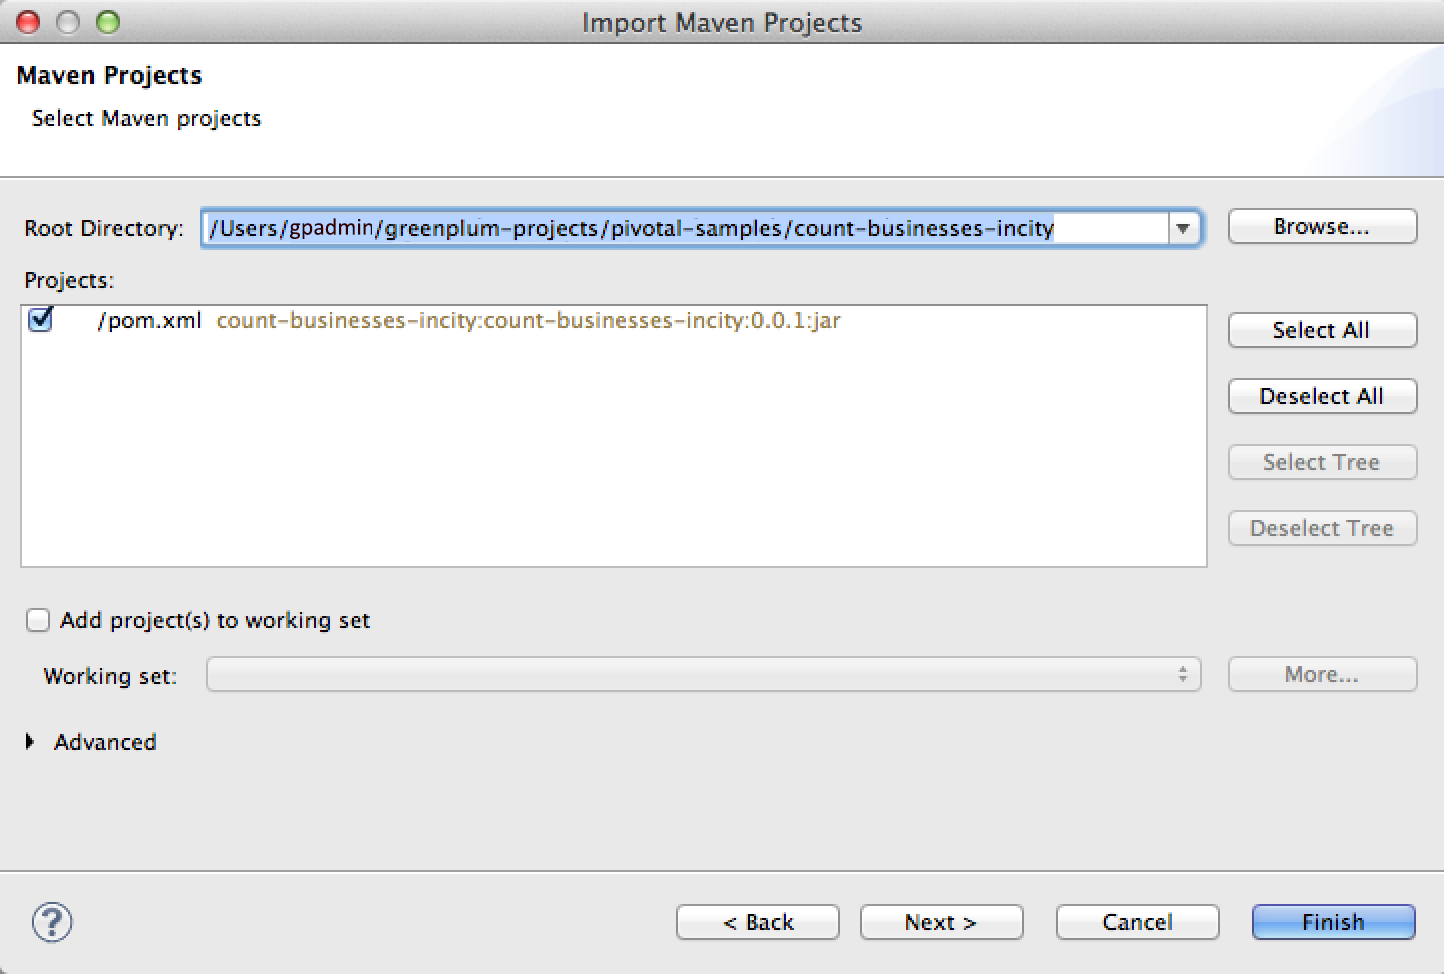 Import Maven Projects
Maven Projects
Select Maven projects
Root Directory: /Users/gpadmin/greenplum-projects/pivotal-samples/count-businesses-incity Browse...
Projects:
/pom.xml count-businesses-incity:count-businesses-incity:0.0.1:jar
Select All
Deselect All
Select Tree
Deselect Tree
Add project(s) to working set
Working set: More...
Advanced
? < Back Next > Cancel Finish